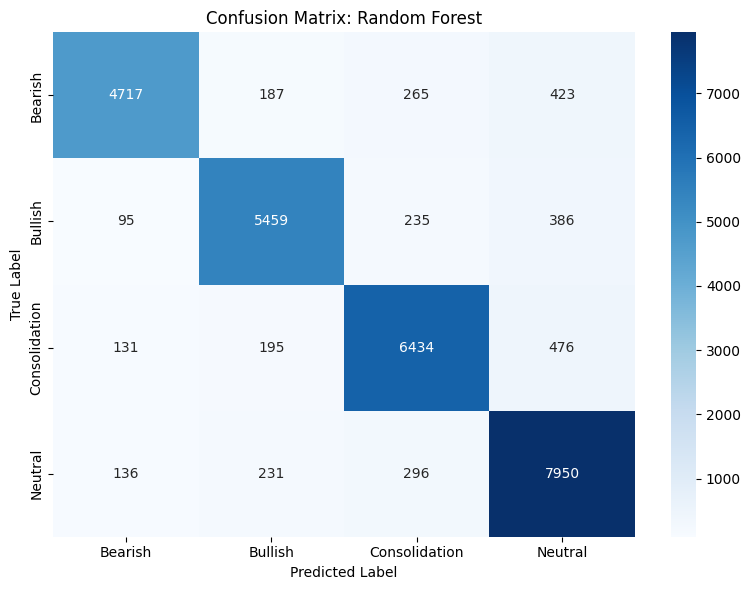 Confusion Matrix: Random Forest
True Label
Bearish 4717 187 265 423
Bullish 95 5459 235 386
Consolidation 131 195 6434 476
Neutral 136 231 296 7950
Bearish Bullish Consolidation Neutral
Predicted Label
7000
6000
5000
4000
3000
2000
1000